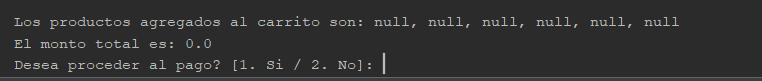 Los productos agregados al carrito son: null, null, null, null, null, null
El monto total es: 0.0
Desea proceder al pago? [1. Si / 2. No]: